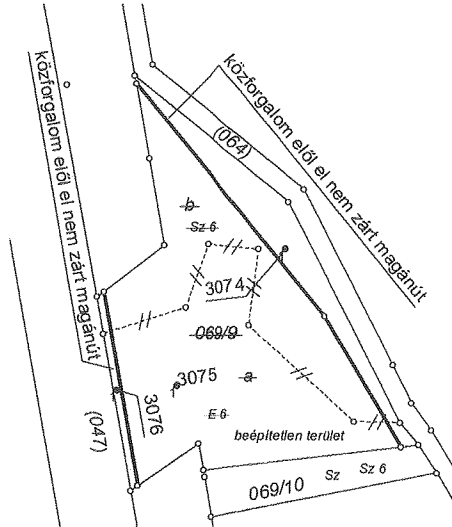 közforgalom elől el nem zárt magánút
közforgalom elől el nem zárt magánút
(064)
b
Sz 6
3074
069/9
3075
a
3076
(047)
E 6
beépítetlen terület
069/10
Sz
Sz 6